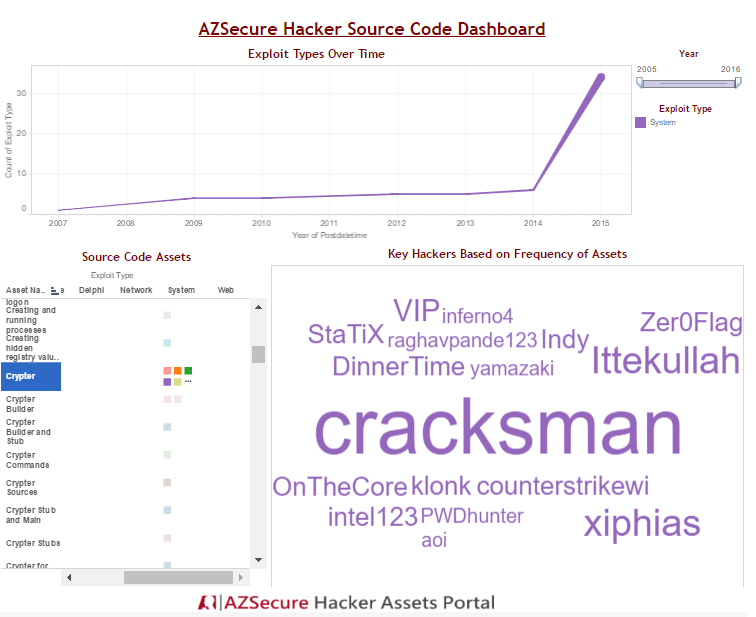 AZSecure Hacker Source Code Dashboard
Exploit Types Over Time
Year
2005 2016
Exploit Type
System
Count of Exploit Type
30
20
10
0
2007 2008 2009 2010 2011 2012 2013 2014 2015
Year of Postdatetime
Source Code Assets
Exploit Type
Asset Na.. Delphi Network System Web
logon
Creating and
running
processes
Creating
hidden
registry valu..
Crypter
Crypter
Builder
Crypter
Builder and
Stub
Crypter
Commands
Crypter
Sources
Crypter Stub
and Main
Crypter Stubs
Crypter for
Key Hackers Based on Frequency of Assets
VIP inferno4 Zer0Flag
StaTiX raghavpande123 Indy
DinnerTime yamazaki Ittekullah
cracksman
OnTheCore klonk counterstrikewi
intel123 PWDhunter xiphias
aoi
AZSecure Hacker Assets Portal